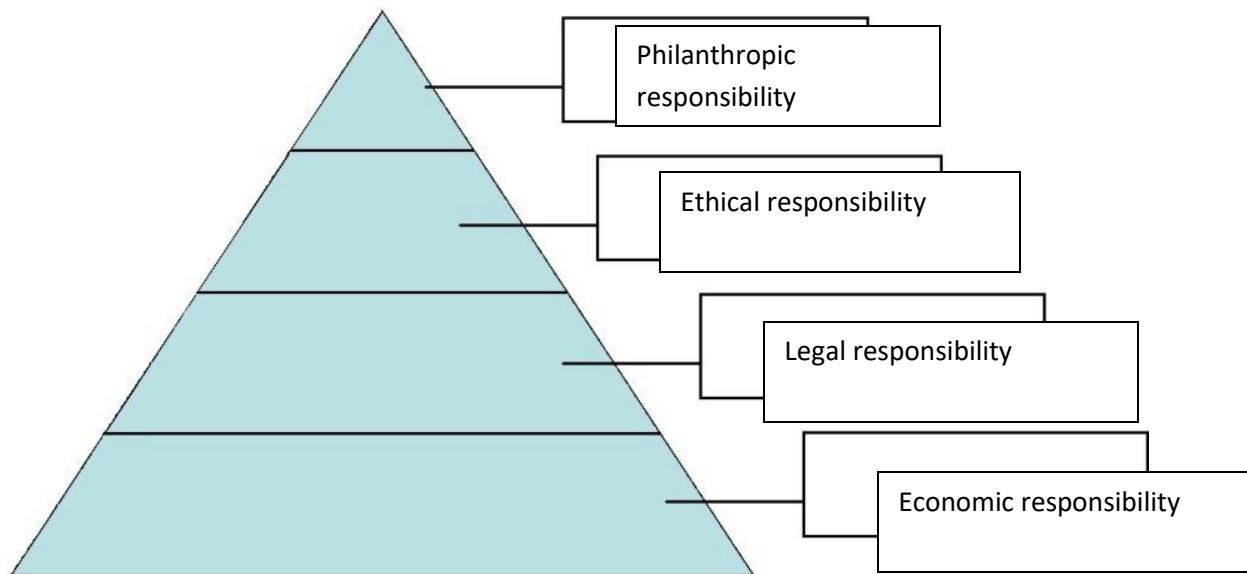 Philanthropic
responsibility
Ethical responsibility
Legal responsibility
Economic responsibility